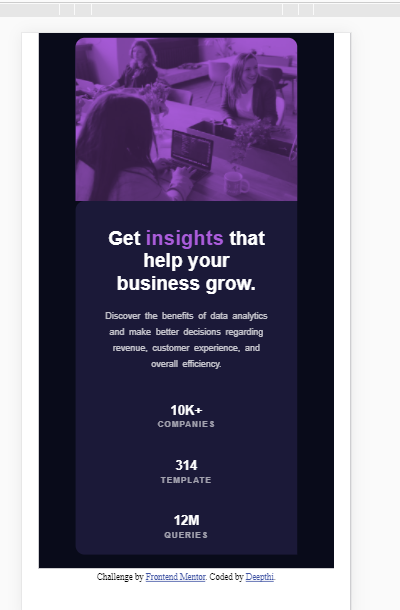 Get insights that
help your
business grow.
Discover the benefits of data analytics
and make better decisions regarding
revenue, customer experience, and
overall efficiency.
10K+
COMPANIES
314
TEMPLATE
12M
QUERIES
Challenge by Frontend Mentor. Coded by Deepthi.